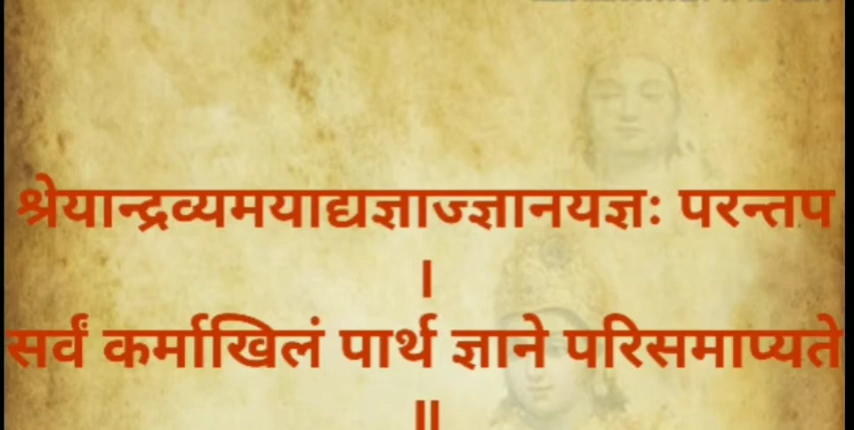 श्रेयान्द्रव्यमयाद्यज्ञाज्ज्ञानयज्ञः परन्तप
।
सर्वं कर्माखिलं पार्थ ज्ञाने परिसमाप्यते
॥